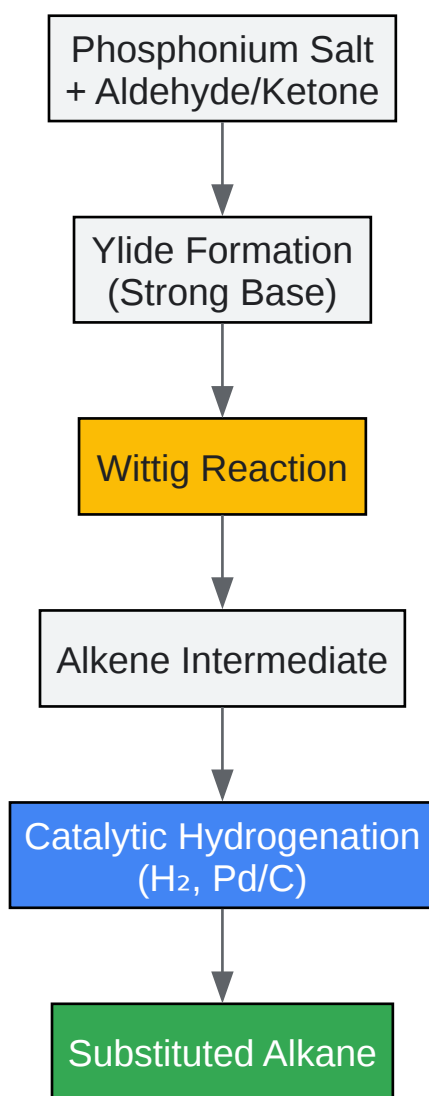 Phosphonium Salt
+ Aldehyde/Ketone
Ylide Formation
(Strong Base)
Wittig Reaction
Alkene Intermediate
Catalytic Hydrogenation
(H₂, Pd/C)
Substituted Alkane